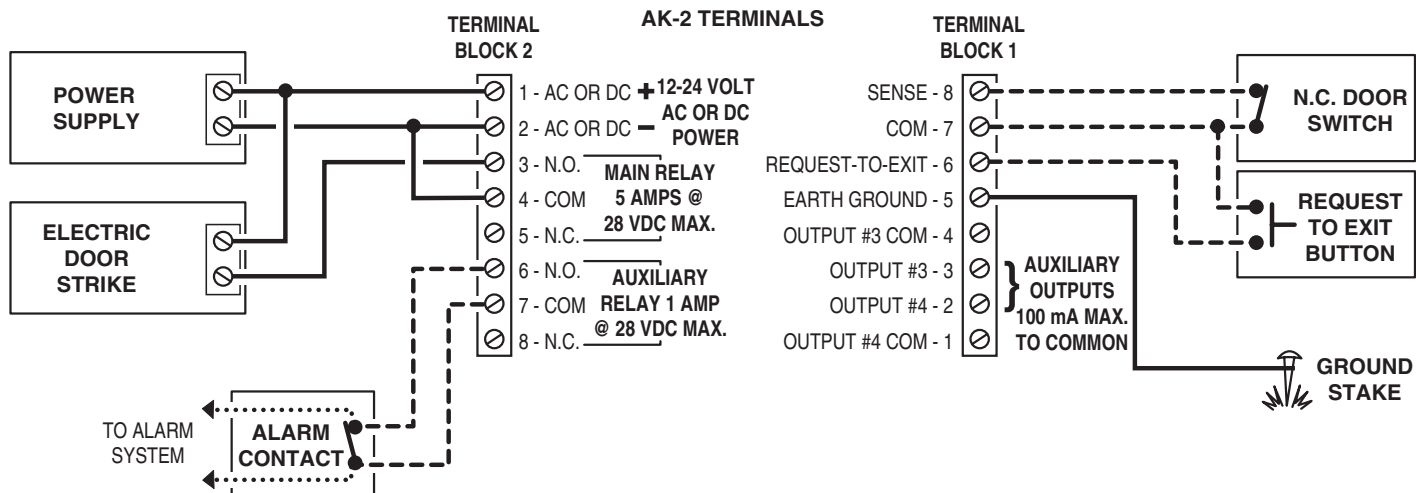 AK-2 TERMINALS
TERMINAL
BLOCK 2
TERMINAL
BLOCK 1
POWER
SUPPLY
ELECTRIC
DOOR
STRIKE
1 - AC OR DC +
2 - AC OR DC –
12-24 VOLT
AC OR DC
POWER
3 - N.O.
4 - COM
5 - N.C.
MAIN RELAY
5 AMPS @
28 VDC MAX.
6 - N.O.
7 - COM
8 - N.C.
AUXILIARY
RELAY 1 AMP
@ 28 VDC MAX.
TO ALARM
SYSTEM
ALARM
CONTACT
SENSE - 8
COM - 7
REQUEST-TO-EXIT - 6
EARTH GROUND - 5
OUTPUT #3 COM - 4
OUTPUT #3 - 3
OUTPUT #4 - 2
OUTPUT #4 COM - 1
} AUXILIARY
OUTPUTS
100 mA MAX.
TO COMMON
N.C. DOOR
SWITCH
REQUEST
TO EXIT
BUTTON
GROUND
STAKE